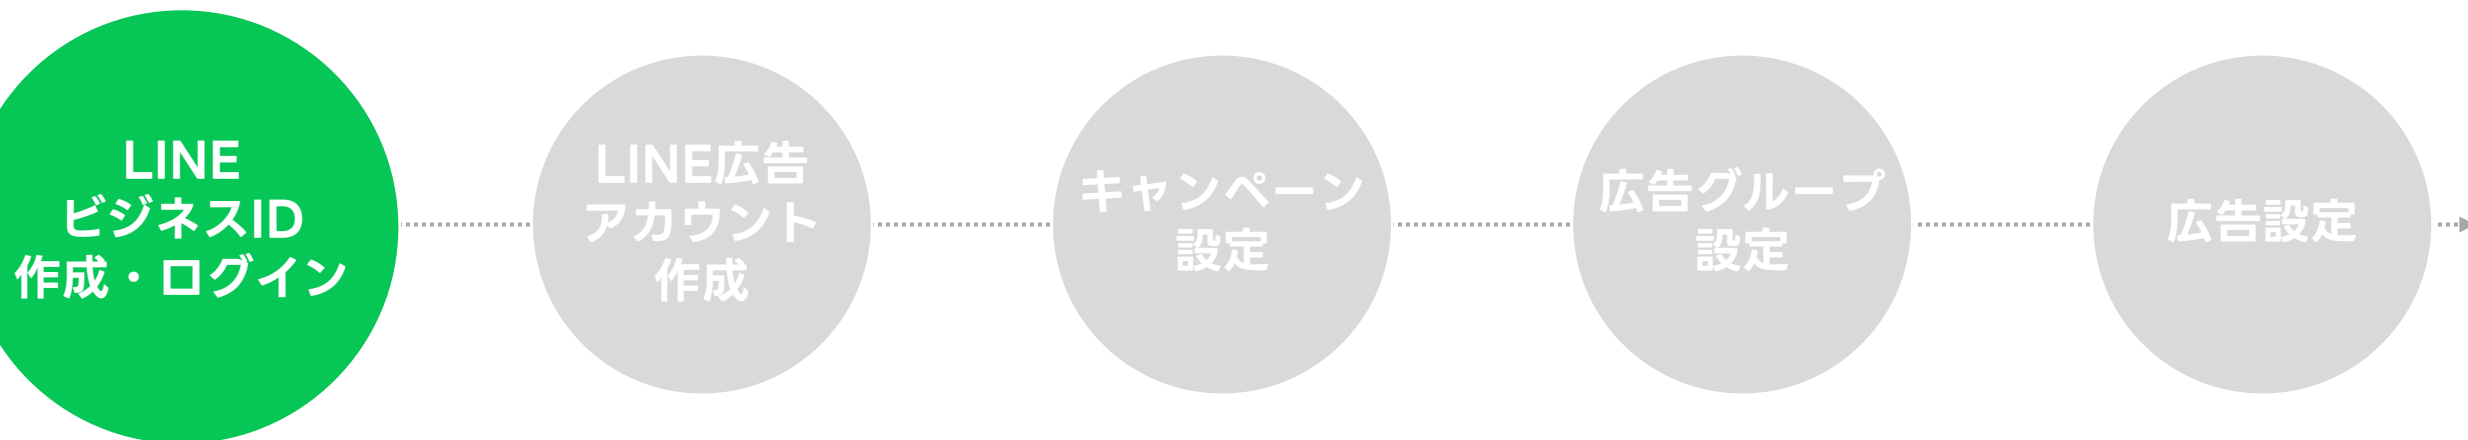 LINE
ビジネスID
作成・ログイン
LINE広告
アカウント
作成
キャンペーン
設定
広告グループ
設定
広告設定